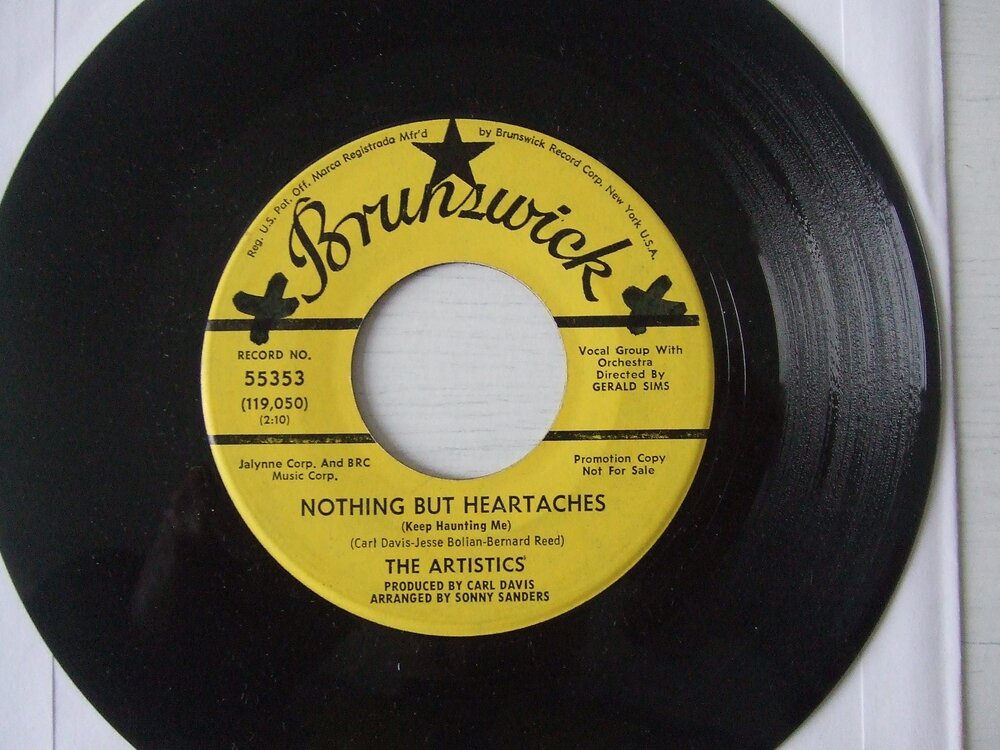 Reg. U.S. Pat. Off. Marca Registrada Mfr'd by Brunswick Record Corp. New York U.S.A.
Brunswick
RECORD NO.
55353
(119,050)
(2:10)
Vocal Group With
Orchestra
Directed By
GERALD SIMS
Jalynne Corp. And BRC
Music Corp.
Promotion Copy
Not For Sale
NOTHING BUT HEARTACHES
(Keep Haunting Me)
(Carl Davis-Jesse Bolian-Bernard Reed)
THE ARTISTICS
PRODUCED BY CARL DAVIS
ARRANGED BY SONNY SANDERS